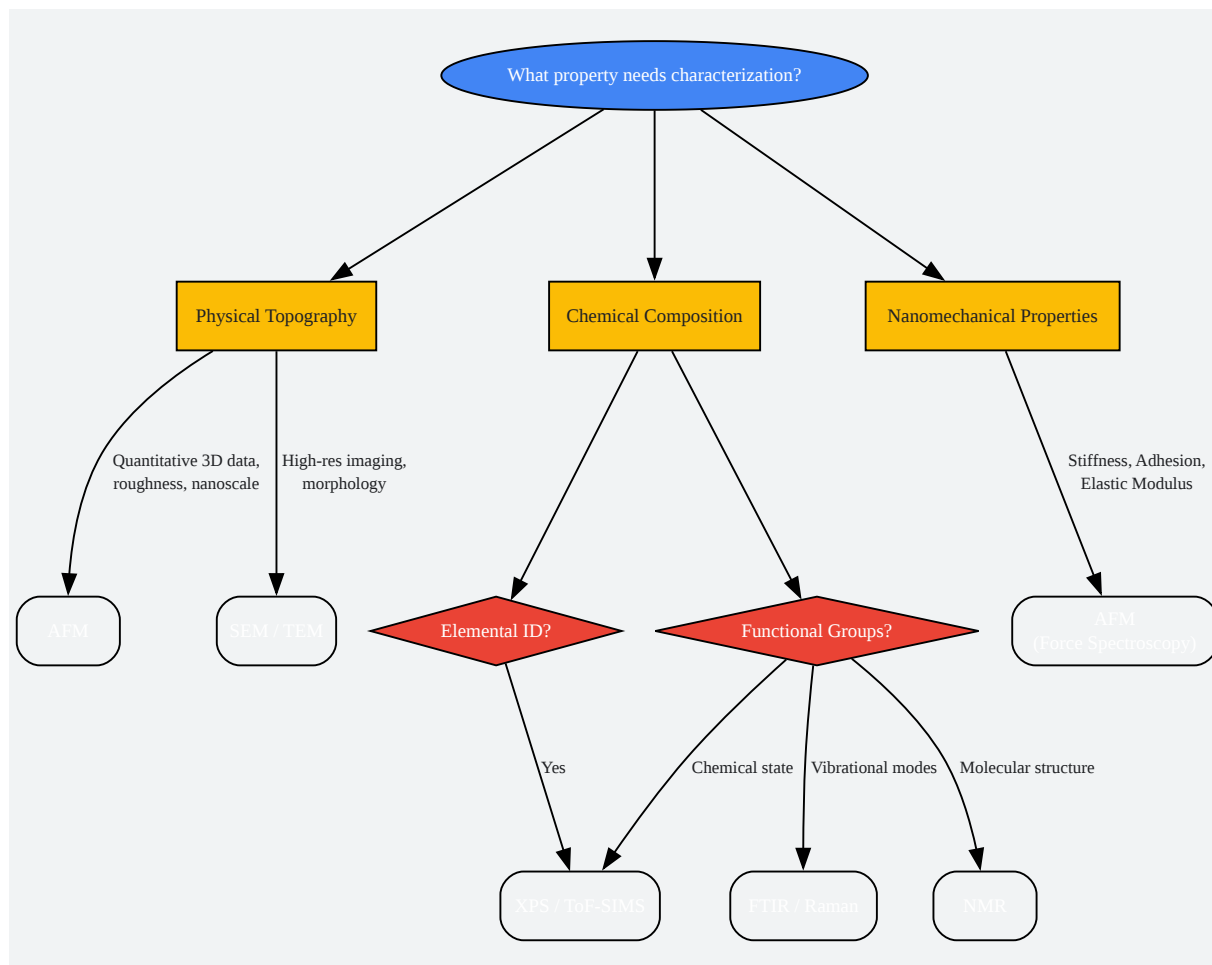 What property needs characterization?
Physical Topography
Chemical Composition
Nanomechanical Properties
Quantitative 3D data,
roughness, nanoscale
High-res imaging,
morphology
Stiffness, Adhesion,
Elastic Modulus
AFM
SEM / TEM
Elemental ID?
Functional Groups?
AFM
(Force Spectroscopy)
Yes
Chemical state
Vibrational modes
Molecular structure
XPS / ToF-SIMS
FTIR / Raman
NMR